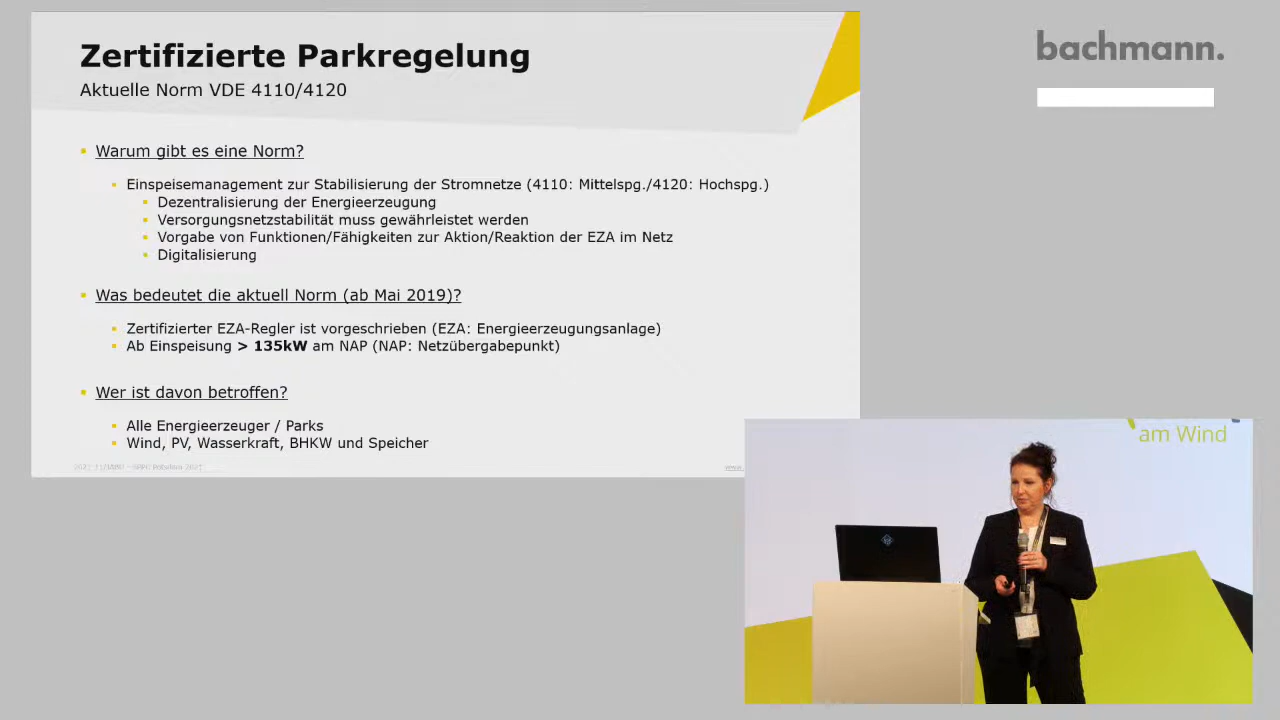 Zertifizierte Parkregelung
Aktuelle Norm VDE 4110/4120
bachmann.
Warum gibt es eine Norm?
Einspeisemanagement zur Stabilisierung der Stromnetze (4110: Mittelspg./4120: Hochspg.)
Dezentralisierung der Energieerzeugung
Versorgungsnetzstabilität muss gewährleistet werden
Vorgabe von Funktionen/Fähigkeiten zur Aktion/Reaktion der EZA im Netz
Digitalisierung
Was bedeutet die aktuell Norm (ab Mai 2019)?
Zertifizierter EZA-Regler ist vorgeschrieben (EZA: Energieerzeugungsanlage)
Ab Einspeisung > 135kW am NAP (NAP: Netzübergabepunkt)
Wer ist davon betroffen?
Alle Energieerzeuger / Parks
Wind, PV, Wasserkraft, BHKW und Speicher
am Wind